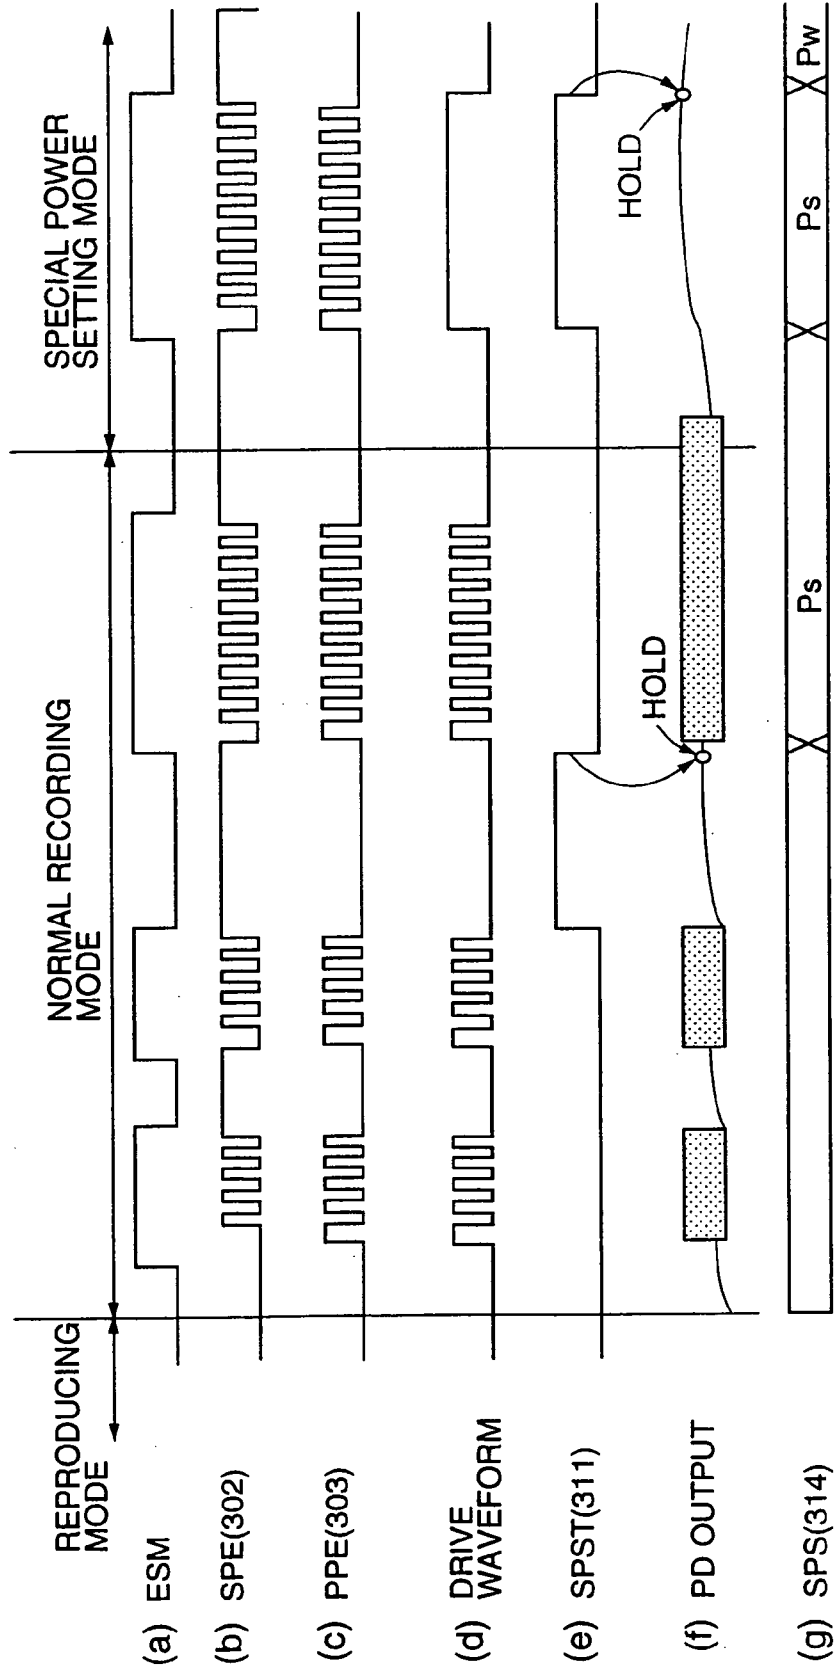 REPRODUCING
MODE
NORMAL RECORDING
MODE
SPECIAL POWER
SETTING MODE
(a) ESM
(b) SPE(302)
(c) PPE(303)
(d) DRIVE
WAVEFORM
(e) SPST(311)
HOLD
HOLD
(f) PD OUTPUT
(g) SPS(314)
Ps
Ps
Pw